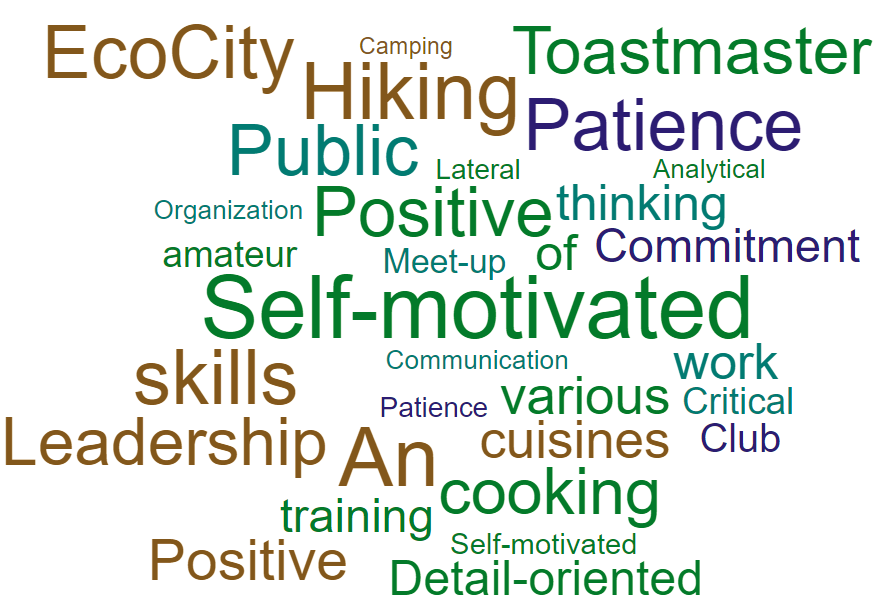 EcoCity
Camping
Toastmaster
Hiking
Patience
Public
Lateral
Analytical
Organization
Positive
thinking
amateur
Meet-up
of
Commitment
Self-motivated
skills
Communication
work
Patience
various
Critical
Leadership
An
cuisines
Club
cooking
training
Positive
Self-motivated
Detail-oriented